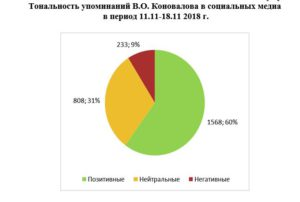 Тональность упоминаний В.О. Коновалова в социальных медиа
в период 11.11-18.11 2018 г.
233; 9%
808; 31%
1568; 60%
Позитивные Нейтральные Негативные